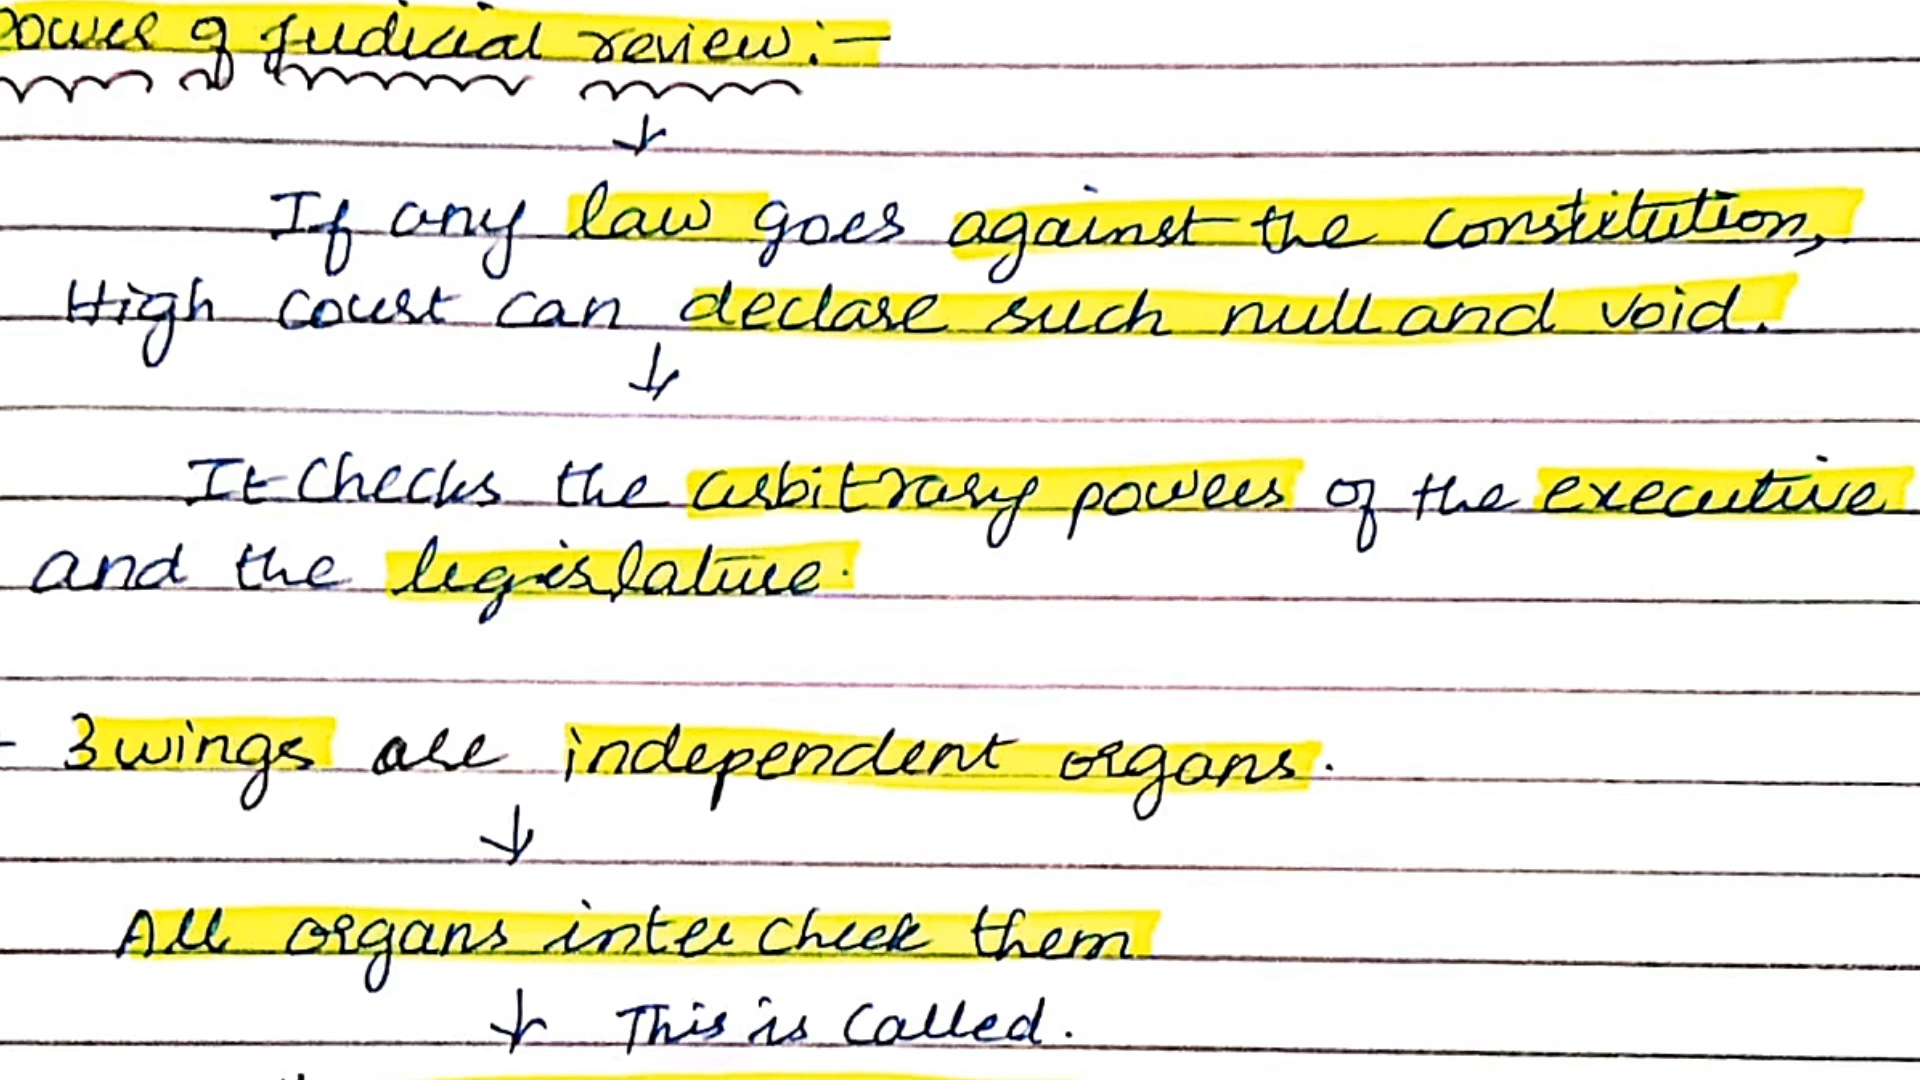 Power of Judicial review:-
If any law goes against the constitution,
High court can declare such null and void.
It checks the arbitrary powers of the executive
and the legislature.
- 3 wings are independent organs.
All organs inter check them
This is called.